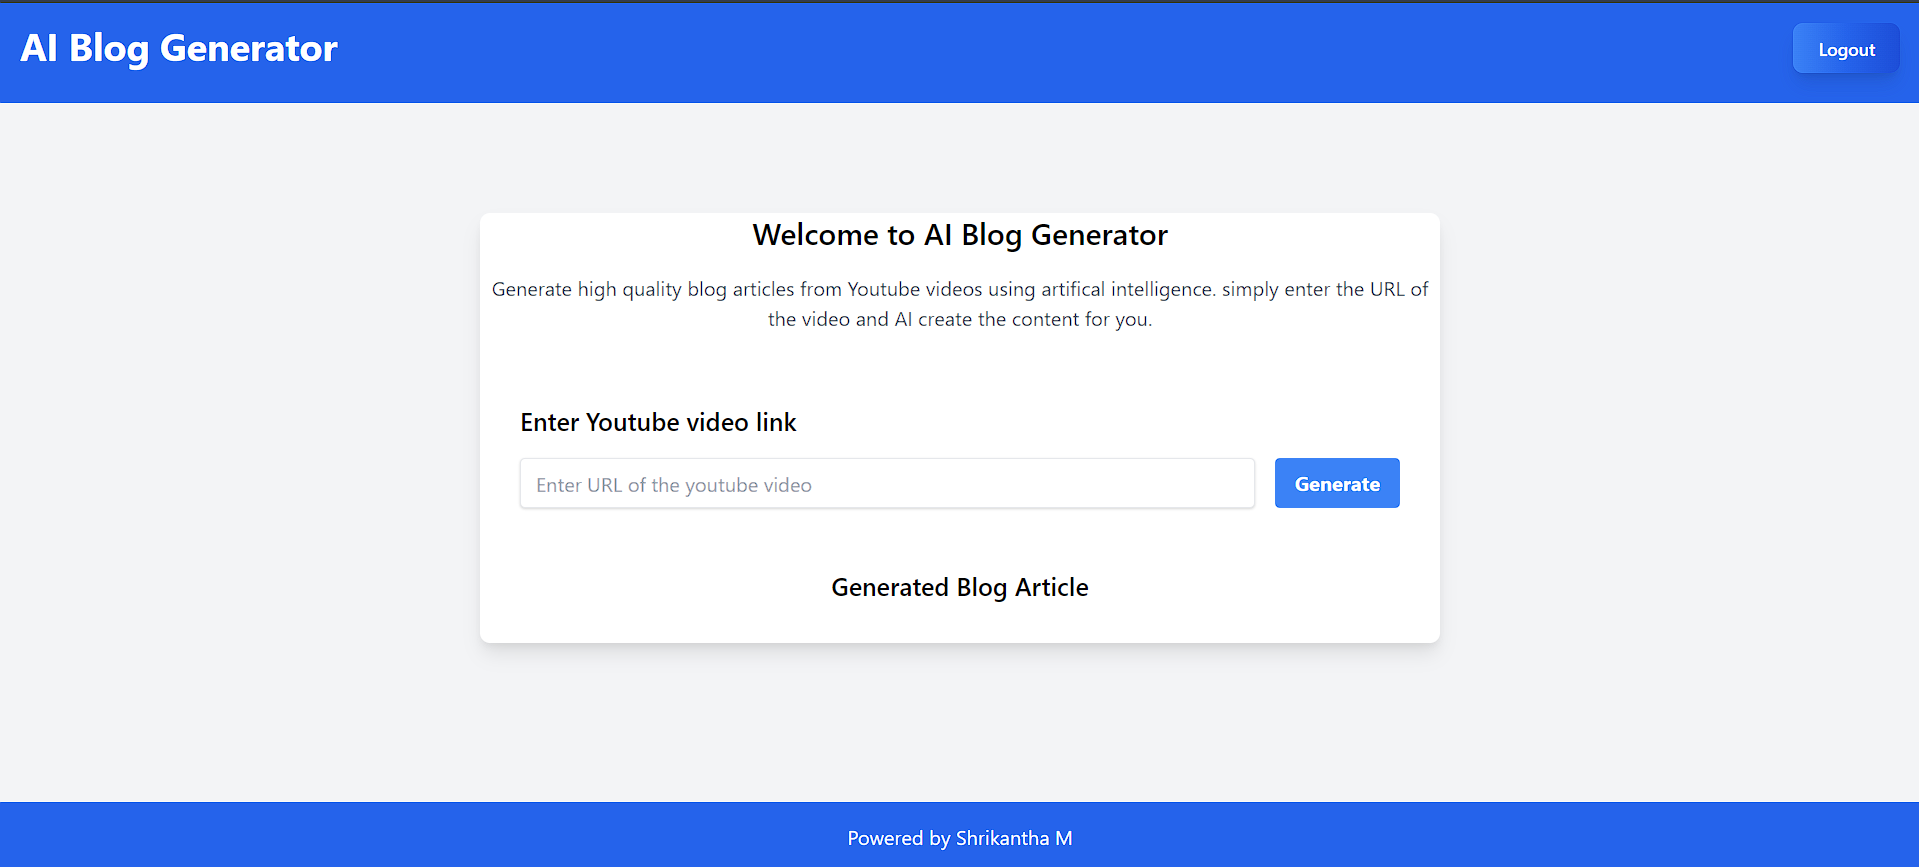 AI Blog Generator
Logout
Welcome to AI Blog Generator
Generate high quality blog articles from Youtube videos using artifical intelligence. simply enter the URL of
the video and AI create the content for you.
Enter Youtube video link
Enter URL of the youtube video
Generate
Generated Blog Article
Powered by Shrikantha M